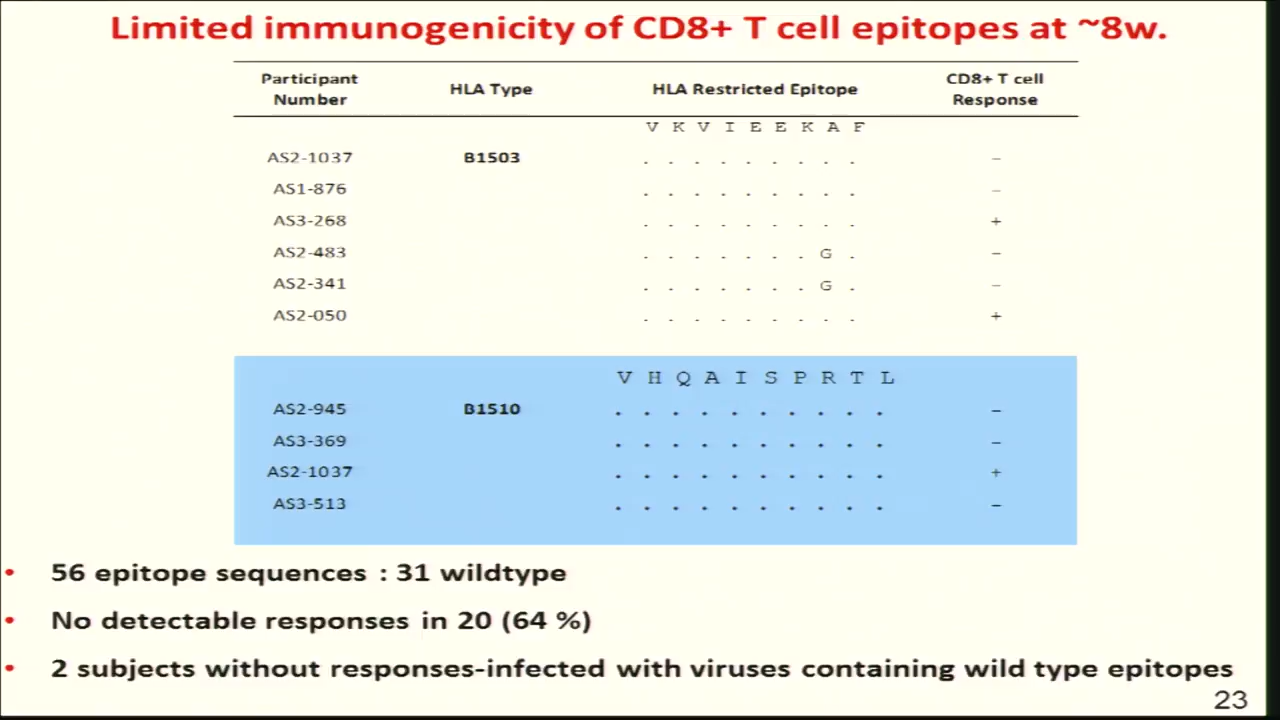 Limited immunogenicity of CD8+ T cell epitopes at ~8w.
Participant Number HLA Type HLA Restricted Epitope CD8+ T cell Response
V K V I E E K A F
AS2-1037 B1503 . . . . . . . . . –
AS1-876 . . . . . . . . . –
AS3-268 . . . . . . . . . +
AS2-483 . . . . . . . G . –
AS2-341 . . . . . . . G . –
AS2-050 . . . . . . . . . +
V H Q A I S P R T L
AS2-945 B1510 . . . . . . . . . . –
AS3-369 . . . . . . . . . . –
AS2-1037 . . . . . . . . . . +
AS3-513 . . . . . . . . . . –
• 56 epitope sequences : 31 wildtype
• No detectable responses in 20 (64 %)
• 2 subjects without responses-infected with viruses containing wild type epitopes
23